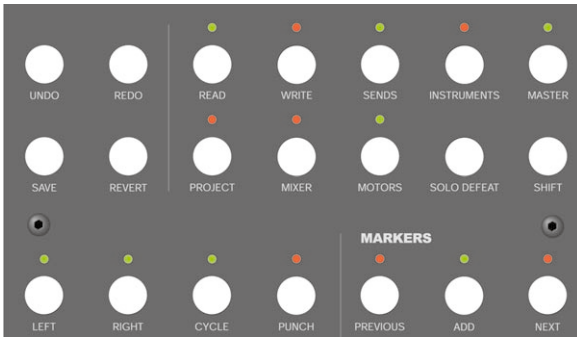 UNDO REDO READ WRITE SENDS INSTRUMENTS MASTER
SAVE REVERT PROJECT MIXER MOTORS SOLO DEFEAT SHIFT
MARKERS
LEFT RIGHT CYCLE PUNCH PREVIOUS ADD NEXT